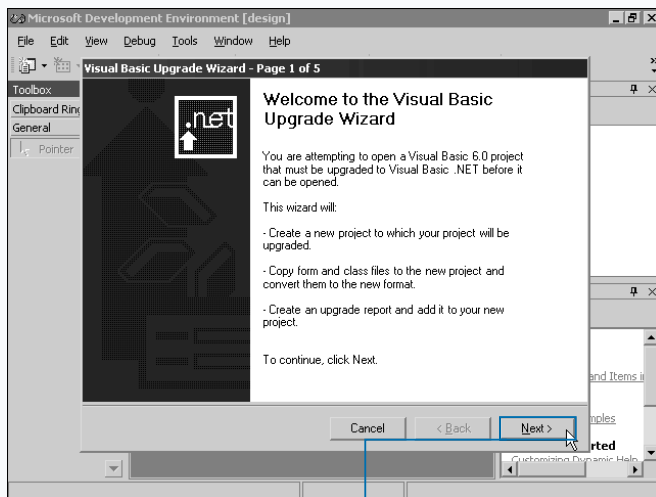 Microsoft Development Environment [design]
File Edit View Debug Tools Window Help
Visual Basic Upgrade Wizard - Page 1 of 5
Toolbox
Clipboard Ring
General
Pointer
.net
Welcome to the Visual Basic
Upgrade Wizard
You are attempting to open a Visual Basic 6.0 project
that must be upgraded to Visual Basic .NET before it
can be opened.
This wizard will:
- Create a new project to which your project will be
upgraded.
- Copy form and class files to the new project and
convert them to the new format.
- Create an upgrade report and add it to your new
project.
To continue, click Next.
and Items i
mples
rted
Customizing Dynamic Help
Cancel < Back Next >